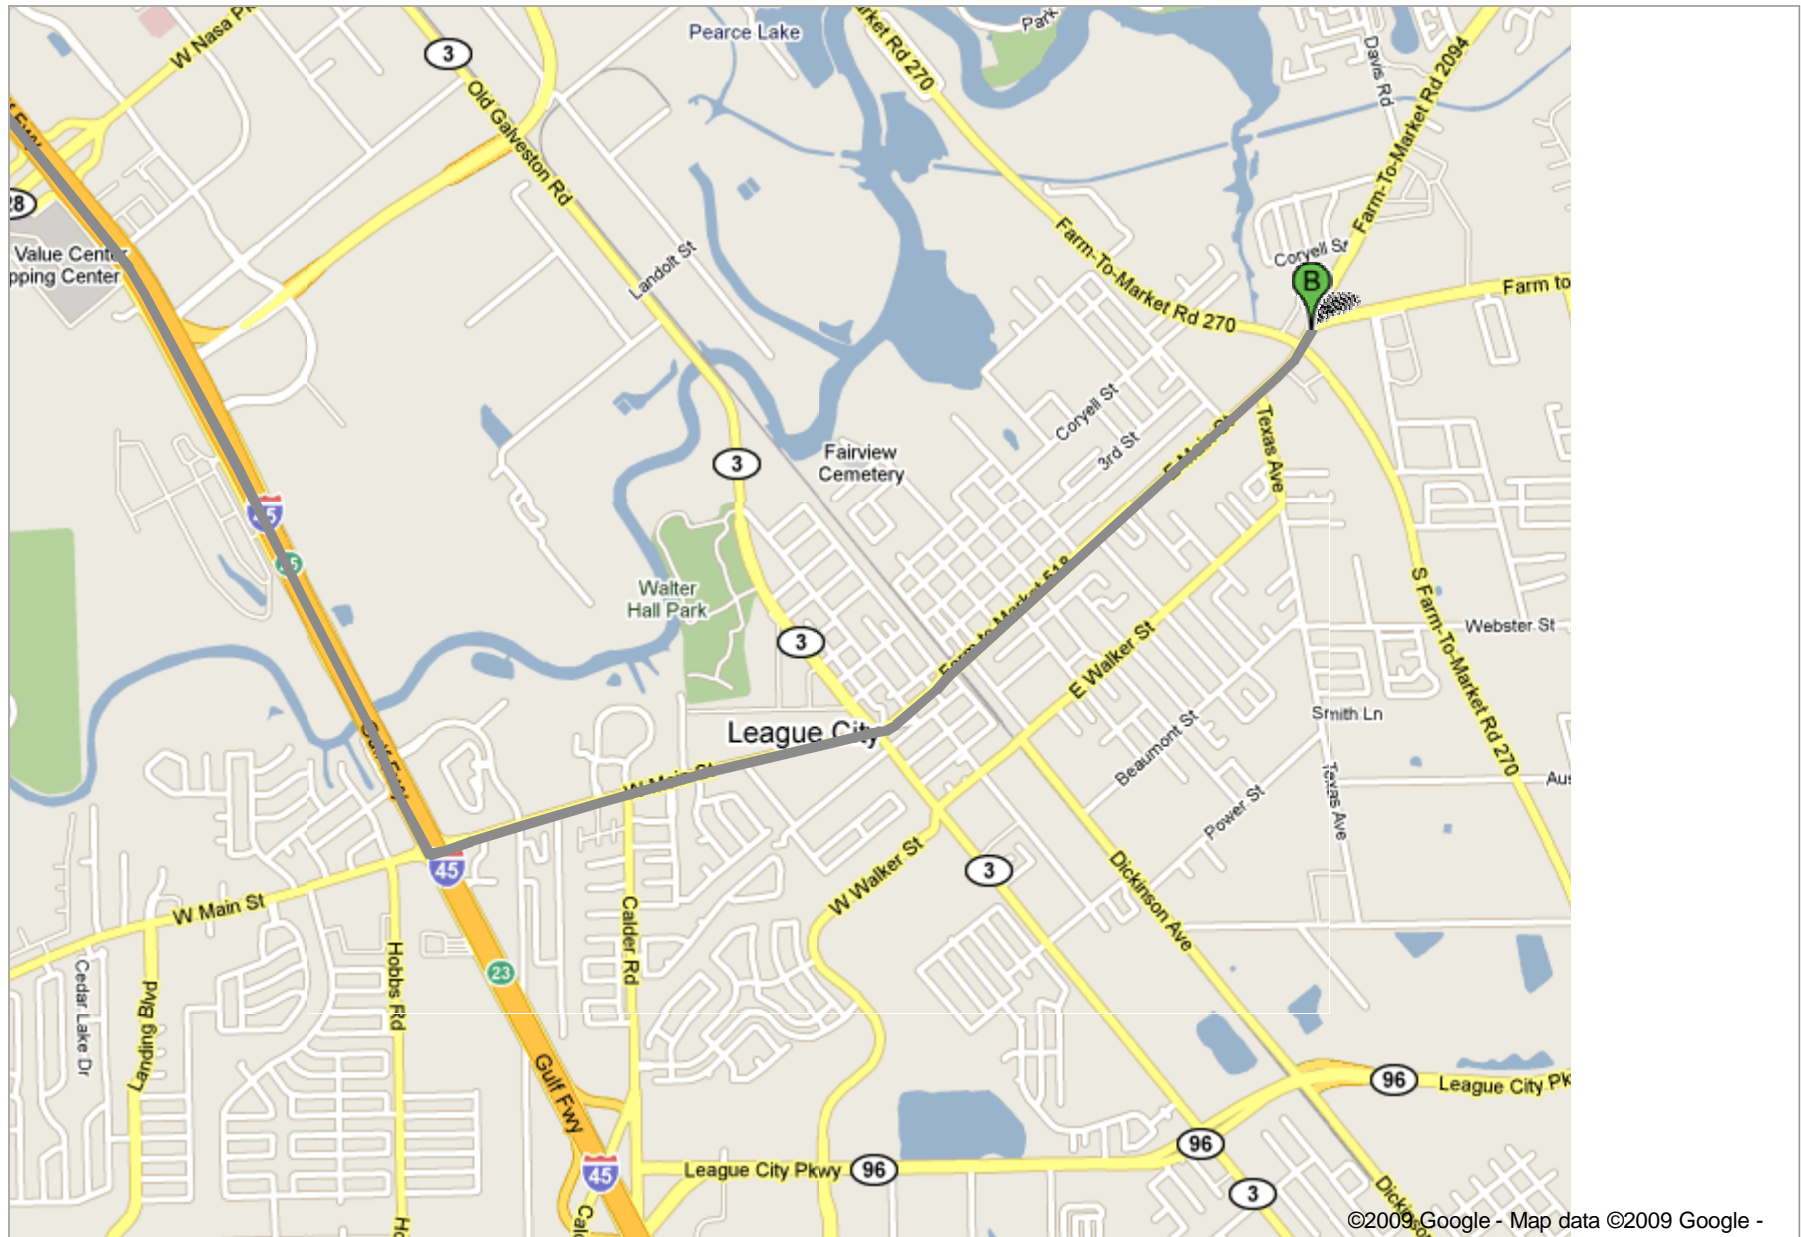 Pearce Lake
Park
W Nasa
3
Market Rd 270
Davis Rd
Farm-To-Market Rd 2094
Old Galveston Rd
Fwy
Value Center
pping Center
Landolt St
Coryell St
B
Farm to
Farm-To-Market Rd 270
Coryell St
3rd St
E Main St
Texas Ave
3
Fairview
Cemetery
45
Walter
Hall Park
Farm to Market 518
3
S Farm-To-Market Rd 270
Webster St
E Walker St
Smith Ln
League City
Beaumont St
Gulf Fwy
W Main St
Texas Ave
Aus
Power St
45
3
W Walker St
Dickinson Ave
W Main St
Calder Rd
Hobbs Rd
23
Cedar Lake Dr
Landing Blvd
Gulf Fwy
96
League City Pk
96
45
League City Pkwy
96
3
Dickinson
©2009 Google - Map data ©2009 Google -